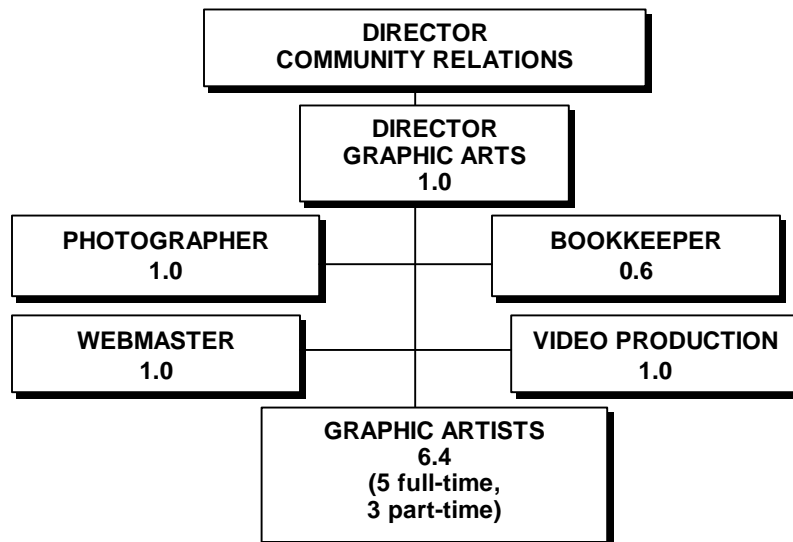 DIRECTOR
COMMUNITY RELATIONS
DIRECTOR
GRAPHIC ARTS
1.0
PHOTOGRAPHER
1.0
BOOKKEEPER
0.6
WEBMASTER
1.0
VIDEO PRODUCTION
1.0
GRAPHIC ARTISTS
6.4
(5 full-time,
3 part-time)